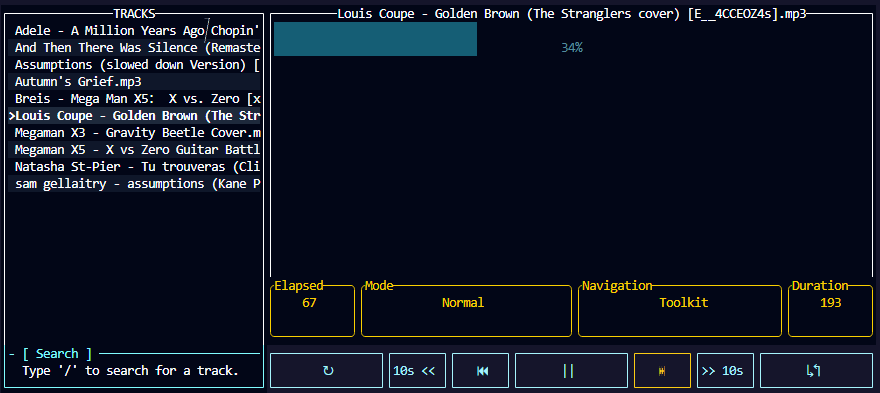 TRACKS
Adele - A Million Years Ago Chopin'
And Then There Was Silence (Remaste
Assumptions (slowed down Version) [
Autumn's Grief.mp3
Breis - Mega Man X5:  X vs. Zero [x
>Louis Coupe - Golden Brown (The Str
Megaman X3 - Gravity Beetle Cover.m
Megaman X5 - X vs Zero Guitar Battl
Natasha St-Pier - Tu trouveras (Cli
sam gellaitry - assumptions (Kane P
- [ Search ]
Type '/' to search for a track.
Louis Coupe - Golden Brown (The Stranglers cover) [E__4CCEOZ4s].mp3
34%
Elapsed
67
Mode
Normal
Navigation
Toolkit
Duration
193
↻ 10s << ⏮ || ⏭ >> 10s